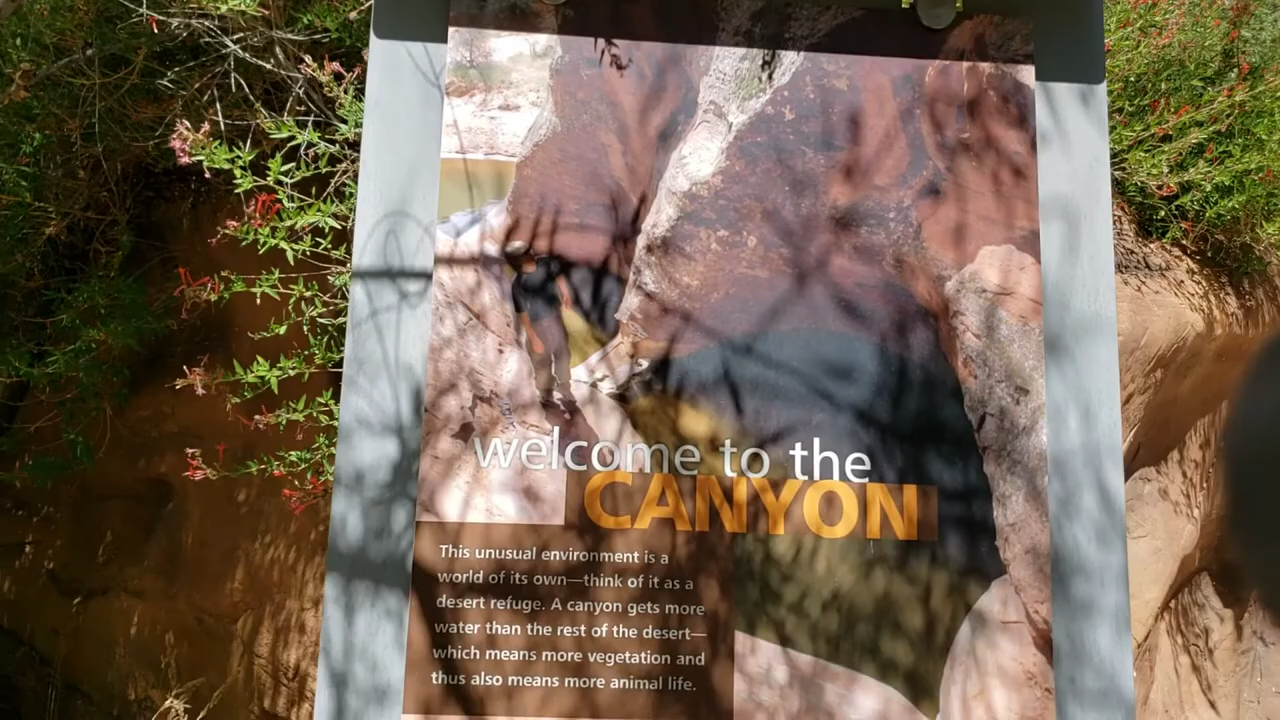 welcome to the
CANYON
This unusual environment is a
world of its own—think of it as a
desert refuge. A canyon gets more
water than the rest of the desert—
which means more vegetation and
thus also means more animal life.